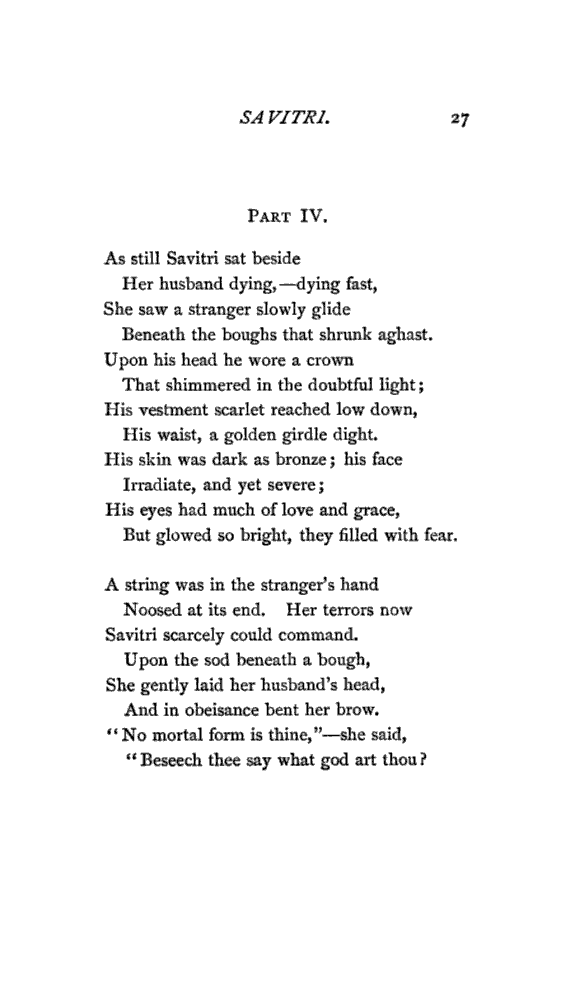 SAVITRI. 27
PART IV.
As still Savitri sat beside
Her husband dying,—dying fast,
She saw a stranger slowly glide
Beneath the boughs that shrunk aghast.
Upon his head he wore a crown
That shimmered in the doubtful light;
His vestment scarlet reached low down,
His waist, a golden girdle dight.
His skin was dark as bronze; his face
Irradiate, and yet severe;
His eyes had much of love and grace,
But glowed so bright, they filled with fear.

A string was in the stranger's hand
Noosed at its end. Her terrors now
Savitri scarcely could command.
Upon the sod beneath a bough,
She gently laid her husband's head,
And in obeisance bent her brow.
"No mortal form is thine,"—she said,
"Beseech thee say what god art thou?